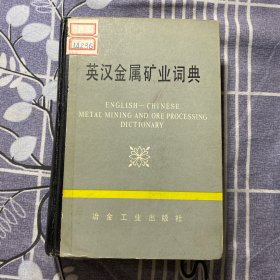 英汉金属矿业词典
ENGLISH—CHINESE
METAL MINING AND ORE PROCESSING
DICTIONARY
冶金工业出版社